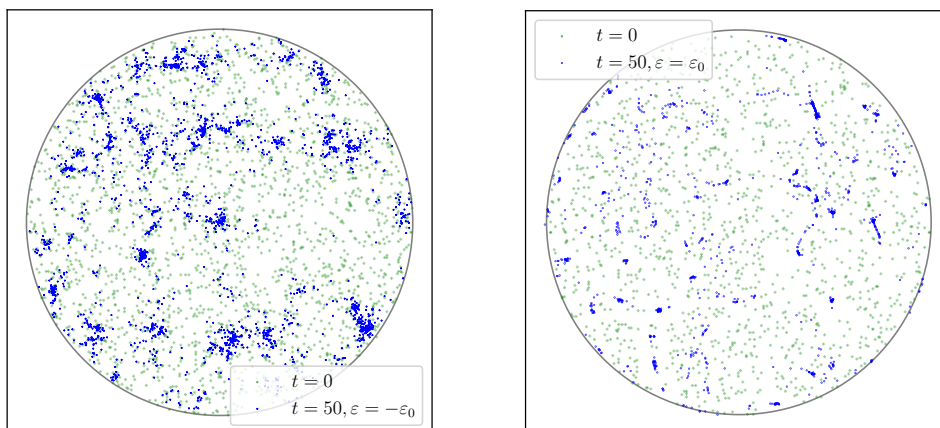 t = 0
t = 50, ε = −ε₀
t = 0
t = 50, ε = ε₀